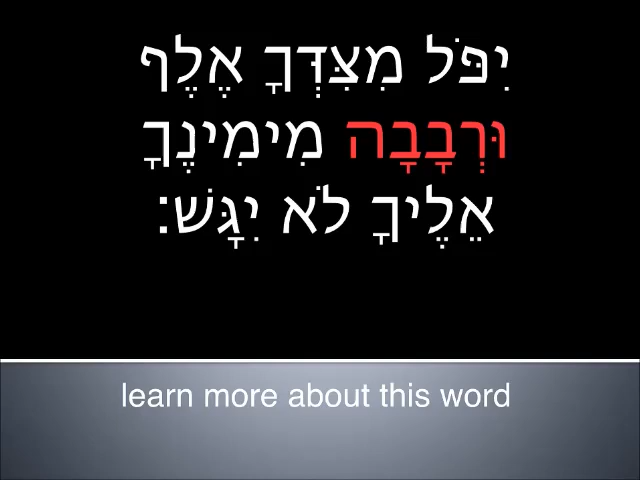 יִפֹּל מִצִּדְּךָ אֶלֶף
וּרְבָבָה מִימִינֶךָ
אֵלֶיךָ לֹא יִגָּשׁ׃
learn more about this word